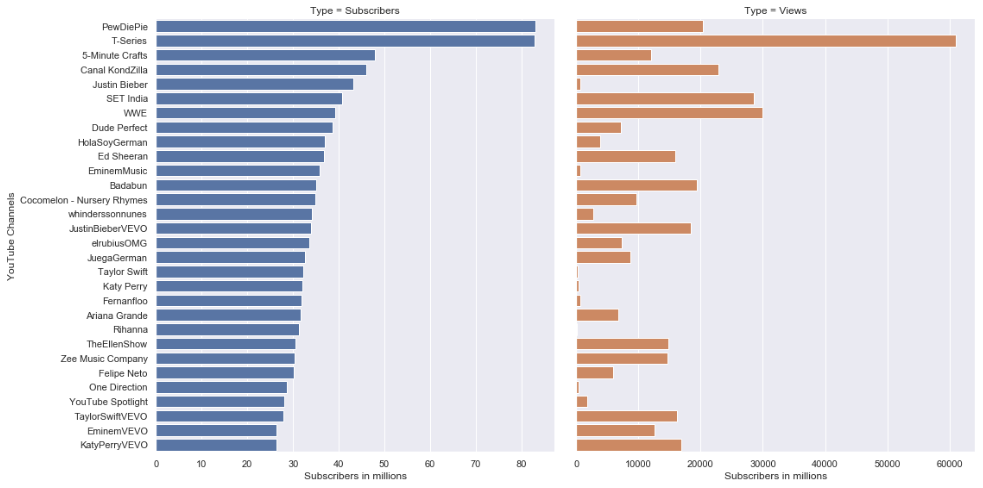 Type = Subscribers
Type = Views
YouTube Channels
PewDiePie
T-Series
5-Minute Crafts
Canal KondZilla
Justin Bieber
SET India
WWE
Dude Perfect
HolaSoyGerman
Ed Sheeran
EminemMusic
Badabun
Cocomelon - Nursery Rhymes
whinderssonnunes
JustinBieberVEVO
elrubiusOMG
JuegaGerman
Taylor Swift
Katy Perry
Fernanfloo
Ariana Grande
Rihanna
TheEllenShow
Zee Music Company
Felipe Neto
One Direction
YouTube Spotlight
TaylorSwiftVEVO
EminemVEVO
KatyPerryVEVO
0 10 20 30 40 50 60 70 80
Subscribers in millions
0 10000 20000 30000 40000 50000 60000
Subscribers in millions